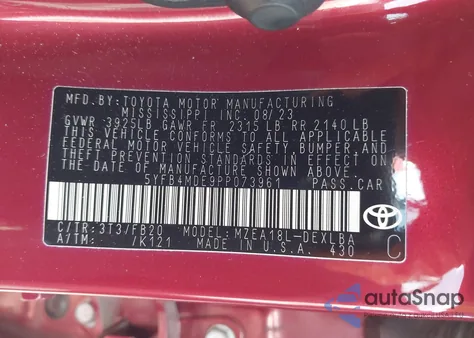 MFD.BY: TOYOTA MOTOR MANUFACTURING
MISSISSIPPI, INC. 08/23
GVWR 3925LB GAWR FR 2315 LB RR 2140 LB
THIS VEHICLE CONFORMS TO ALL APPLICABLE
FEDERAL MOTOR VEHICLE SAFETY, BUMPER, AND
THEFT PREVENTION STANDARDS IN EFFECT ON
THE DATE OF MANUFACTURE SHOWN ABOVE.
5YFB4MDE9PP073961 PASS.CAR
C/TR: 3T3/FB20 MODEL: MZEA18L-DEXLBA
A/TM: /K121 MADE IN U.S.A. 430
TOYOTA
C
autoSnap